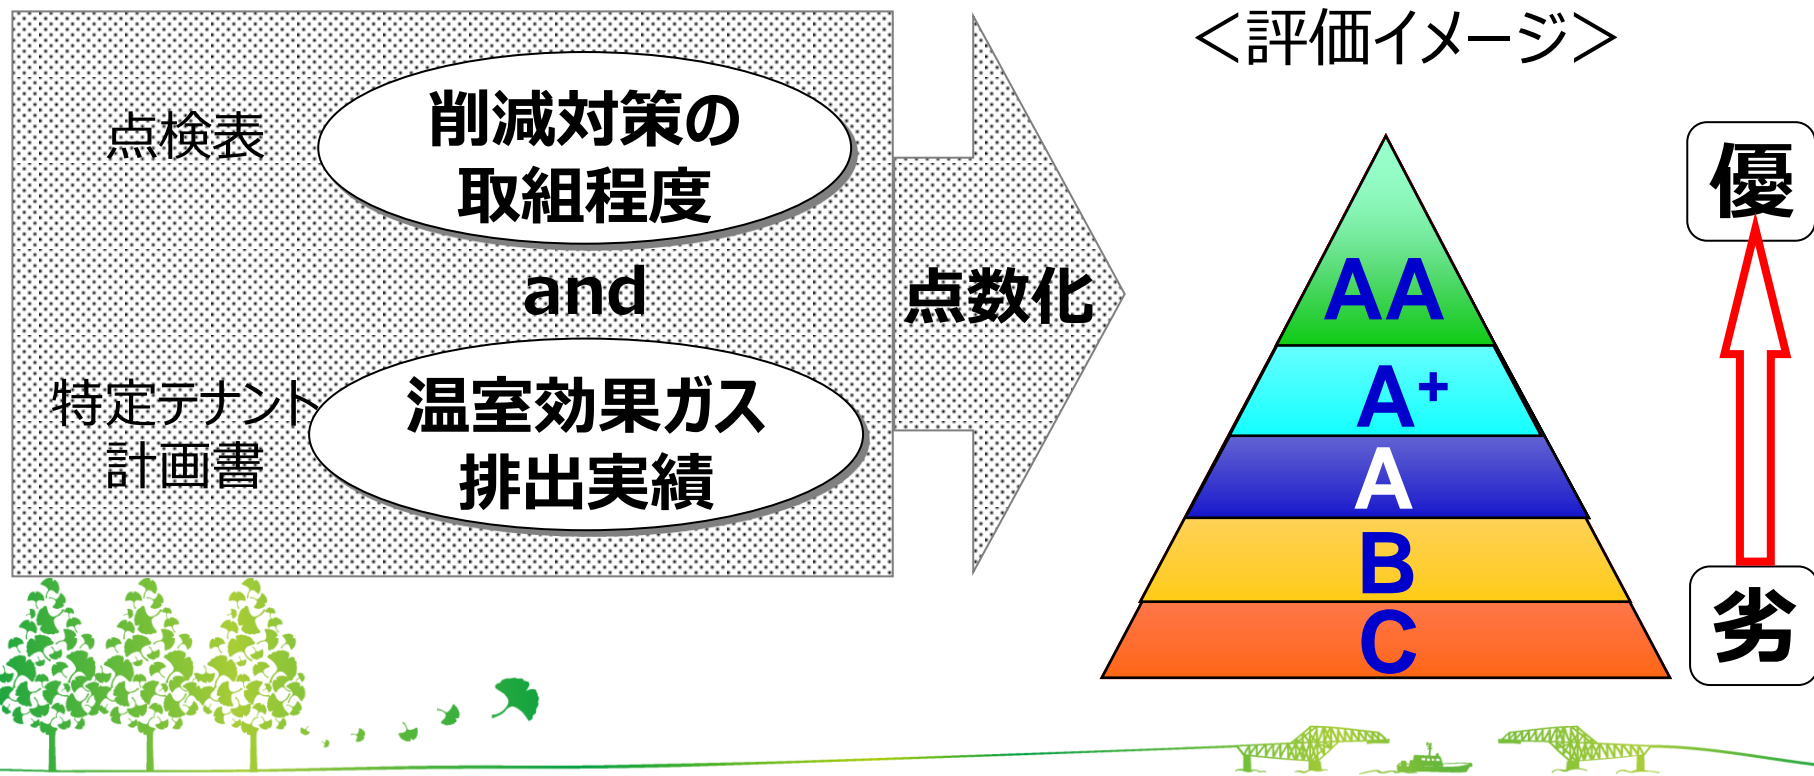 点検表
削減対策の
取組程度
and
特定テナント
計画書
温室効果ガス
排出実績
点数化
＜評価イメージ＞
AA
A+
A
B
C
優
劣